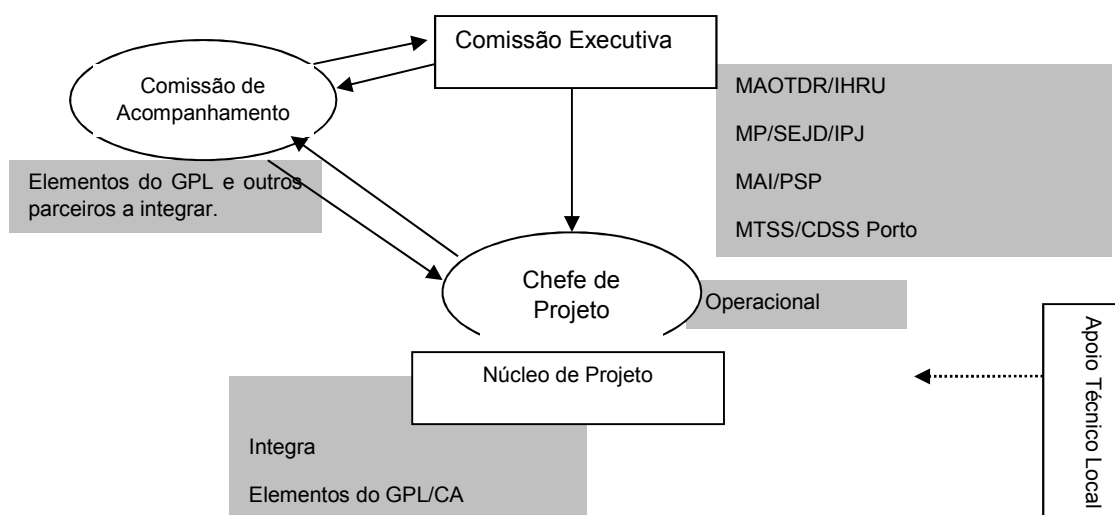 Comissão Executiva
Comissão de
Acompanhamento
MAOTDR/IHRU
MP/SEJD/IPJ
MAI/PSP
MTSS/CDSS Porto
Elementos do GPL e outros
parceiros a integrar.
Chefe de
Projeto
Operacional
Núcleo de Projeto
Integra
Elementos do GPL/CA
Apoio Técnico Local